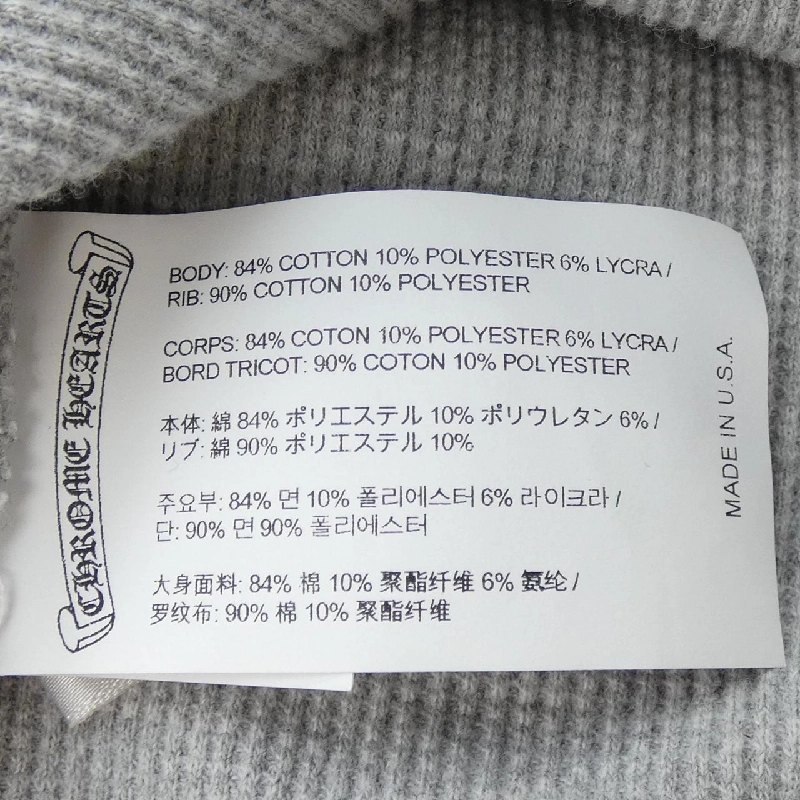 CHROME HEARTS
BODY: 84% COTTON 10% POLYESTER 6% LYCRA /
RIB: 90% COTTON 10% POLYESTER
CORPS: 84% COTON 10% POLYESTER 6% LYCRA /
BORD TRICOT: 90% COTON 10% POLYESTER
本体: 綿 84% ポリエステル 10% ポリウレタン 6% /
リブ: 綿 90% ポリエステル 10%
주요부: 84% 면 10% 폴리에스터 6% 라이크라 /
단: 90% 면 90% 폴리에스터
大身面料: 84% 棉 10% 聚酯纤维 6% 氨纶 /
罗纹布: 90% 棉 10% 聚酯纤维
MADE IN U.S.A.